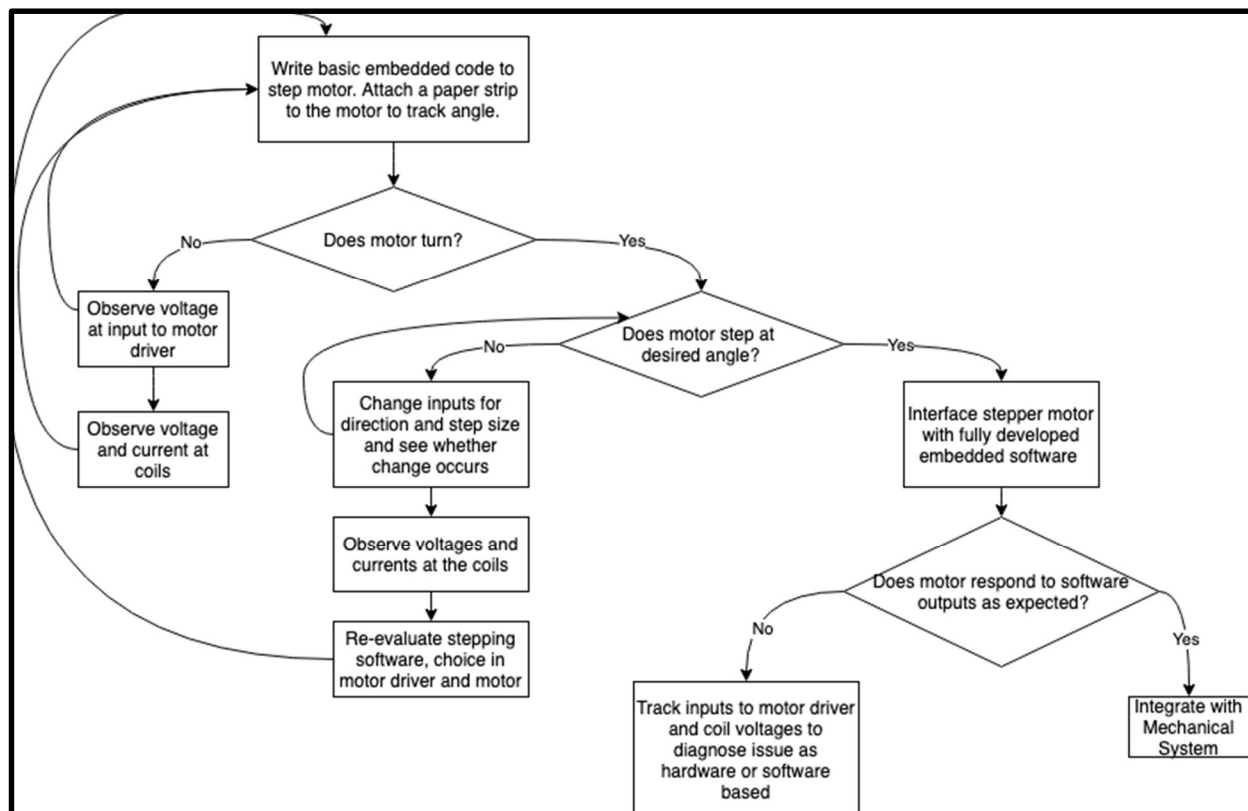 Write basic embedded code to
step motor. Attach a paper strip
to the motor to track angle.
Does motor turn?
No
Yes
Observe voltage
at input to motor
driver
Does motor step at
desired angle?
No
Yes
Observe voltage
and current at
coils
Change inputs for
direction and step size
and see whether
change occurs
Interface stepper motor
with fully developed
embedded software
Observe voltages and
currents at the coils
Does motor respond to software
outputs as expected?
No
Yes
Re-evaluate stepping
software, choice in
motor driver and motor
Track inputs to motor driver
and coil voltages to
diagnose issue as
hardware or software
based
Integrate with
Mechanical
System